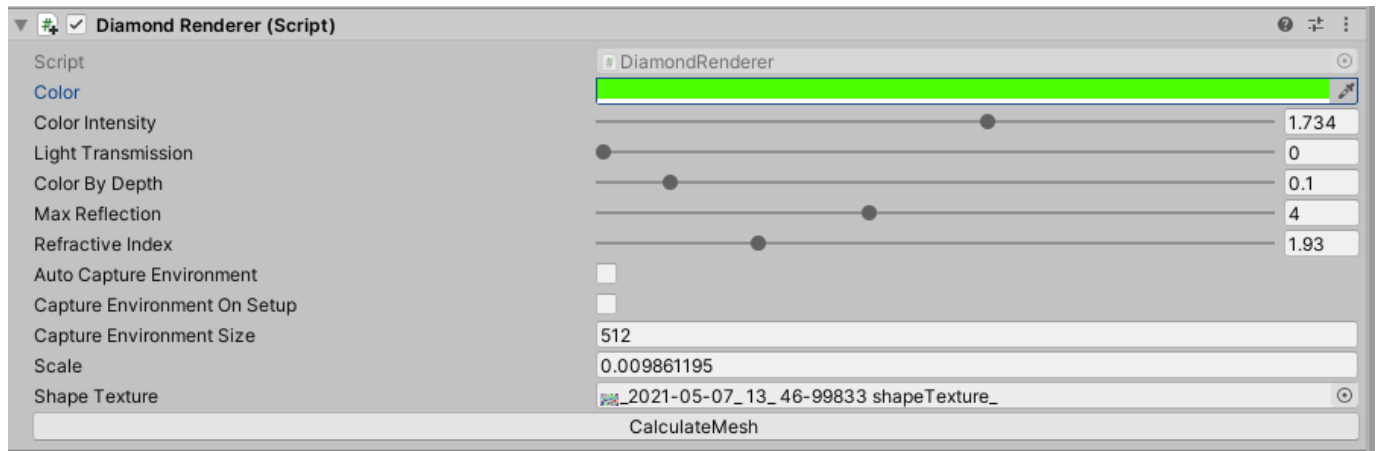 Diamond Renderer (Script)
Script # DiamondRenderer
Color
Color Intensity 1.734
Light Transmission 0
Color By Depth 0.1
Max Reflection 4
Refractive Index 1.93
Auto Capture Environment
Capture Environment On Setup
Capture Environment Size 512
Scale 0.009861195
Shape Texture _2021-05-07_13_ 46-99833 shapeTexture_
CalculateMesh